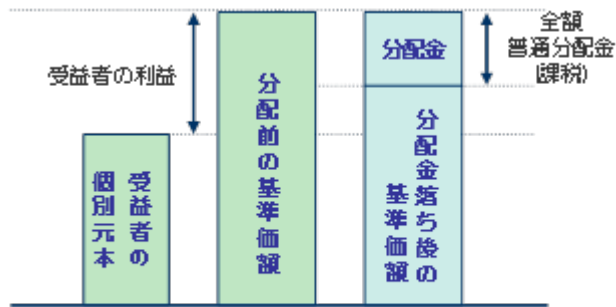 受益者の利益
受益者の
個別元本
分配前の基準価額
分配金
分配金落ち後の
基準価額
全額
普通分配金
(課税)